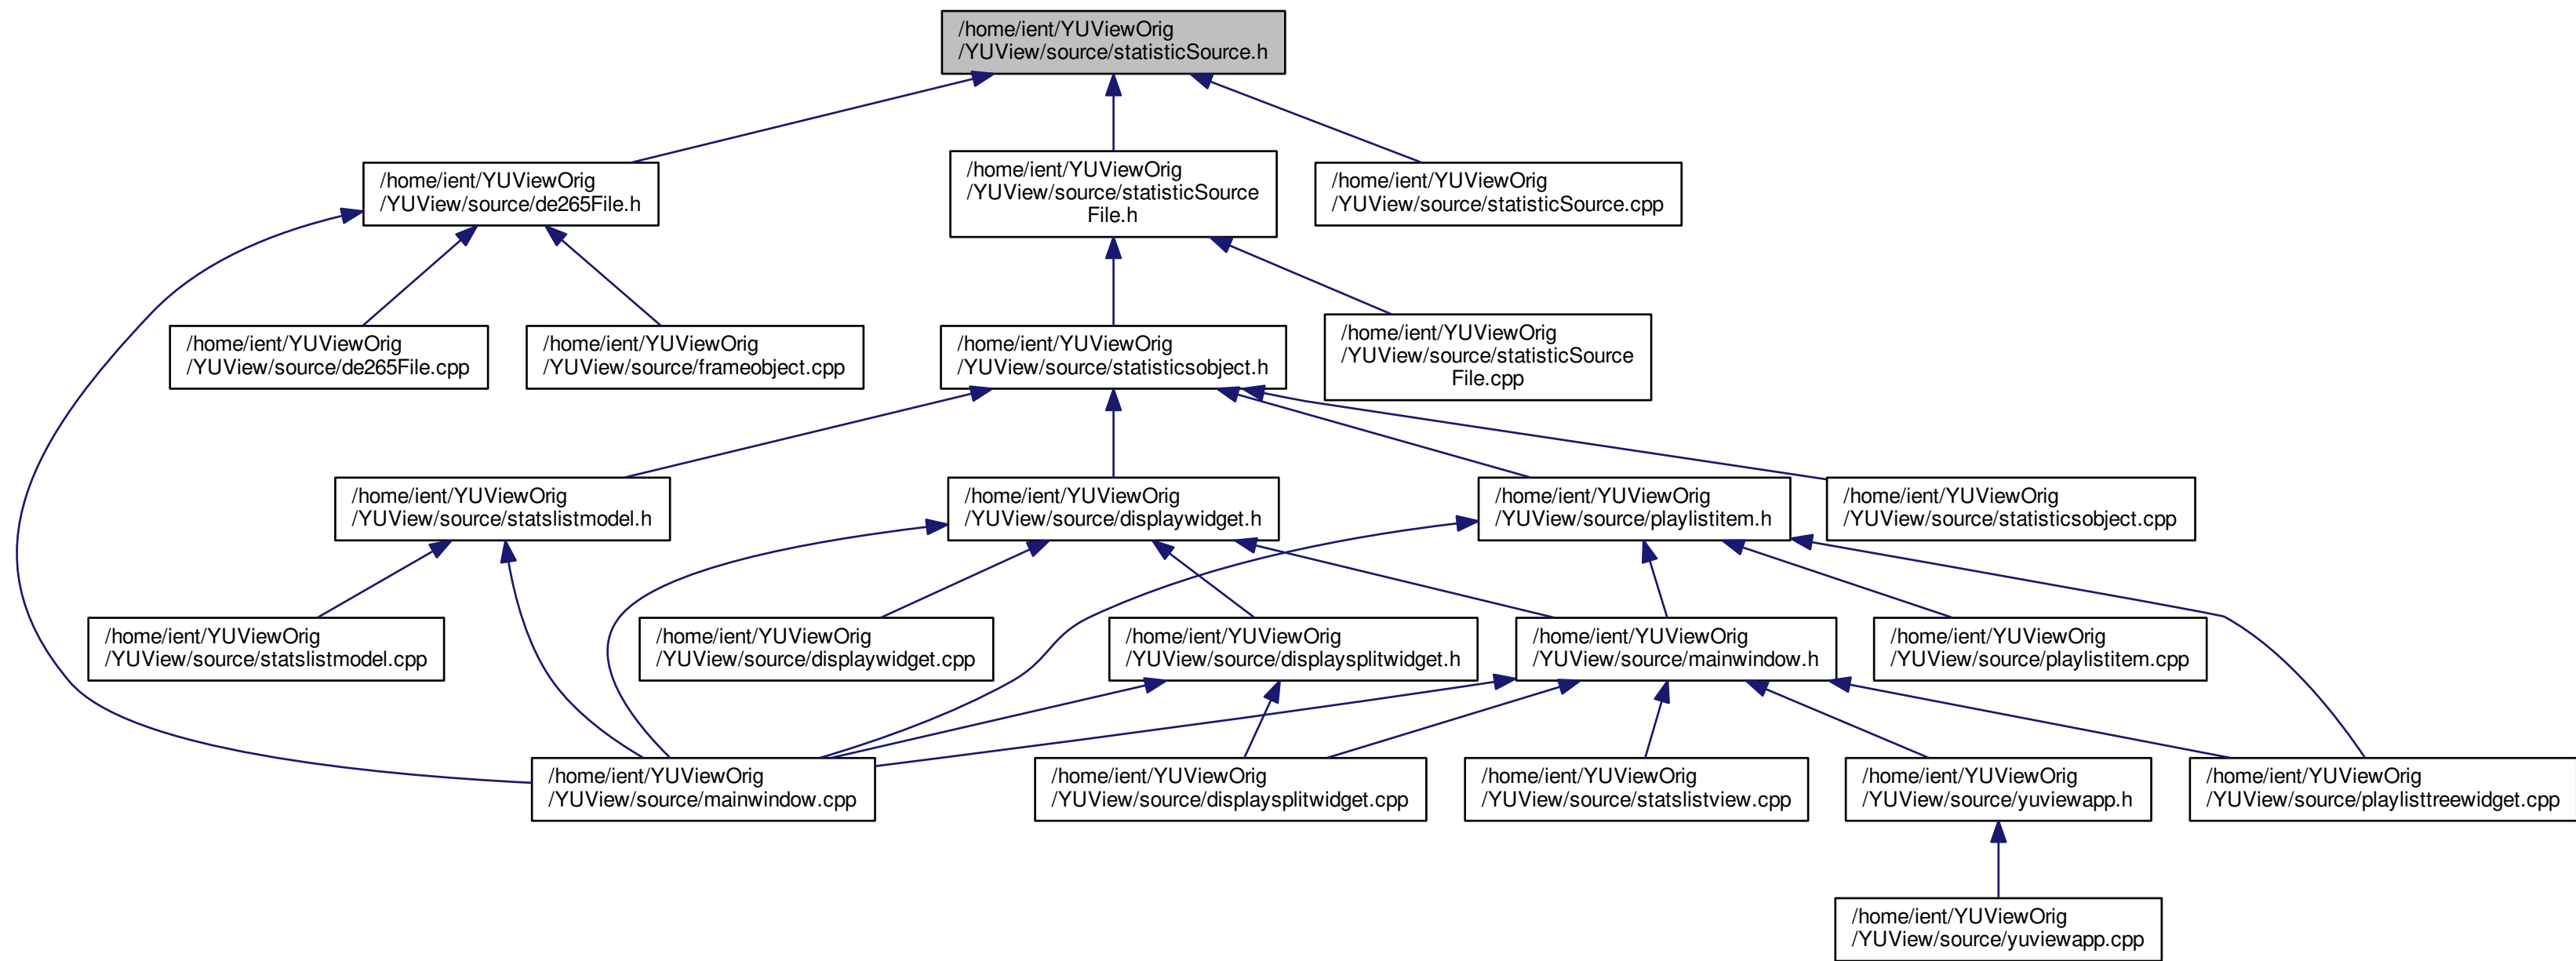 /home/ient/YUViewOrig
/YUView/source/statisticSource.h
/home/ient/YUViewOrig
/YUView/source/de265File.h
/home/ient/YUViewOrig
/YUView/source/statisticSource
File.h
/home/ient/YUViewOrig
/YUView/source/statisticSource.cpp
/home/ient/YUViewOrig
/YUView/source/de265File.cpp
/home/ient/YUViewOrig
/YUView/source/frameobject.cpp
/home/ient/YUViewOrig
/YUView/source/statisticsobject.h
/home/ient/YUViewOrig
/YUView/source/statisticSource
File.cpp
/home/ient/YUViewOrig
/YUView/source/statslistmodel.h
/home/ient/YUViewOrig
/YUView/source/displaywidget.h
/home/ient/YUViewOrig
/YUView/source/playlistitem.h
/home/ient/YUViewOrig
/YUView/source/statisticsobject.cpp
/home/ient/YUViewOrig
/YUView/source/statslistmodel.cpp
/home/ient/YUViewOrig
/YUView/source/displaywidget.cpp
/home/ient/YUViewOrig
/YUView/source/displaysplitwidget.h
/home/ient/YUViewOrig
/YUView/source/mainwindow.h
/home/ient/YUViewOrig
/YUView/source/playlistitem.cpp
/home/ient/YUViewOrig
/YUView/source/mainwindow.cpp
/home/ient/YUViewOrig
/YUView/source/displaysplitwidget.cpp
/home/ient/YUViewOrig
/YUView/source/statslistview.cpp
/home/ient/YUViewOrig
/YUView/source/yuviewapp.h
/home/ient/YUViewOrig
/YUView/source/playlisttreewidget.cpp
/home/ient/YUViewOrig
/YUView/source/yuviewapp.cpp